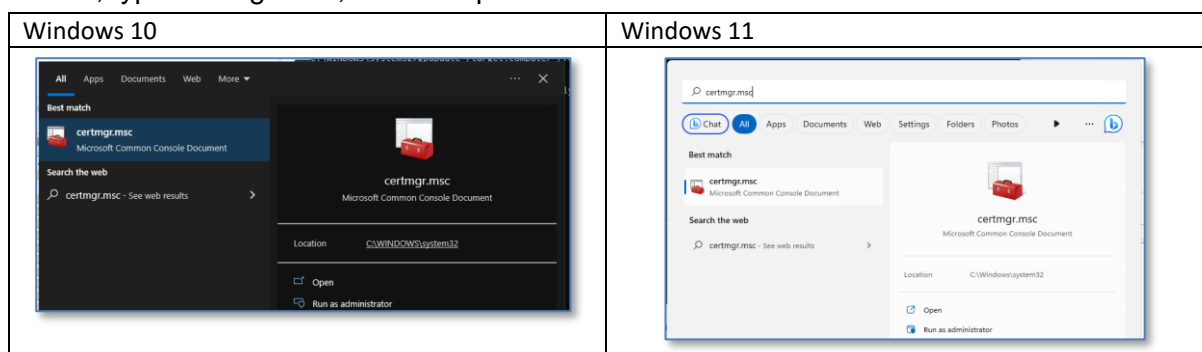 Windows 10
Windows 11
All Apps Documents Web More
Best match
certmgr.msc
Microsoft Common Console Document
Search the web
certmgr.msc - See web results
certmgr.msc
Microsoft Common Console Document
Location C:\WINDOWS\system32
Open
Run as administrator
certmgr.msc
Chat All Apps Documents Web Settings Folders Photos
Best match
certmgr.msc
Microsoft Common Console Document
Search the web
certmgr.msc - See web results
certmgr.msc
Microsoft Common Console Document
Location C:\Windows\system32
Open
Run as administrator